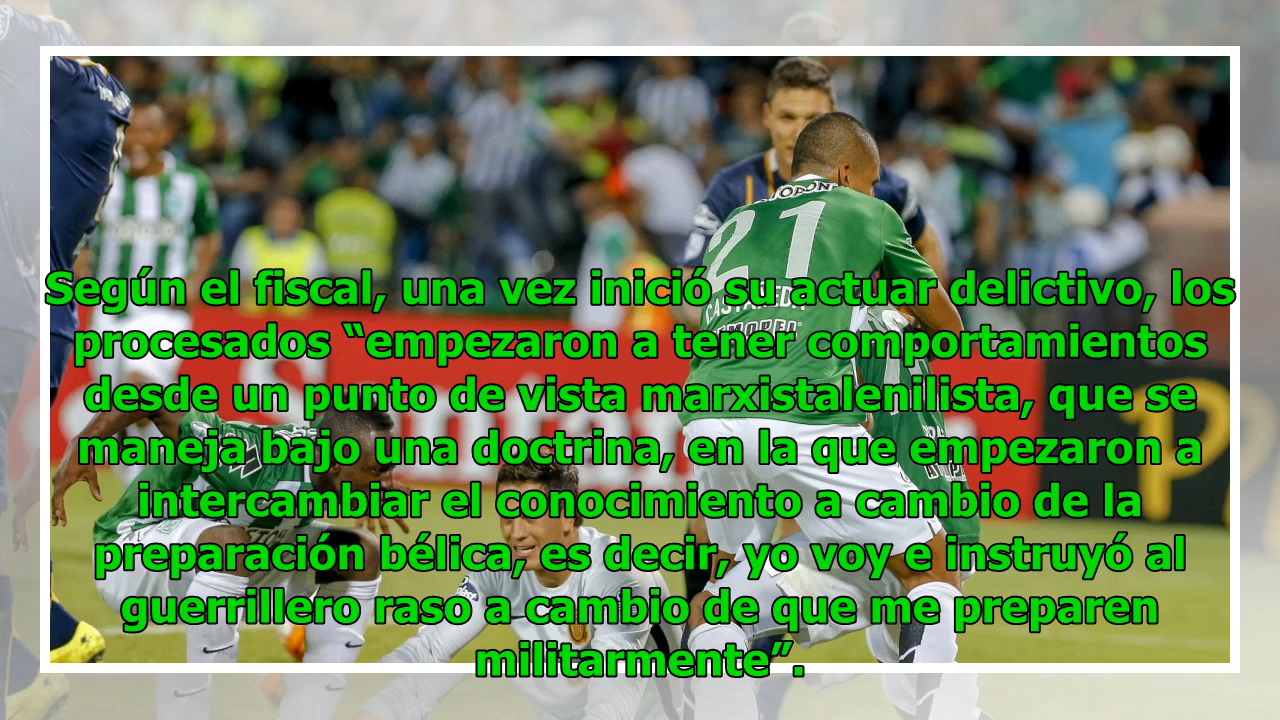 21
Según el fiscal, una vez inició su actuar delictivo, los
procesados “empezaron a tener comportamientos
desde un punto de vista marxistalenilista, que se
maneja bajo una doctrina, en la que empezaron a
intercambiar el conocimiento a cambio de la
preparación bélica, es decir, yo voy e instruyó al
guerrillero raso a cambio de que me preparen
militarmente”.